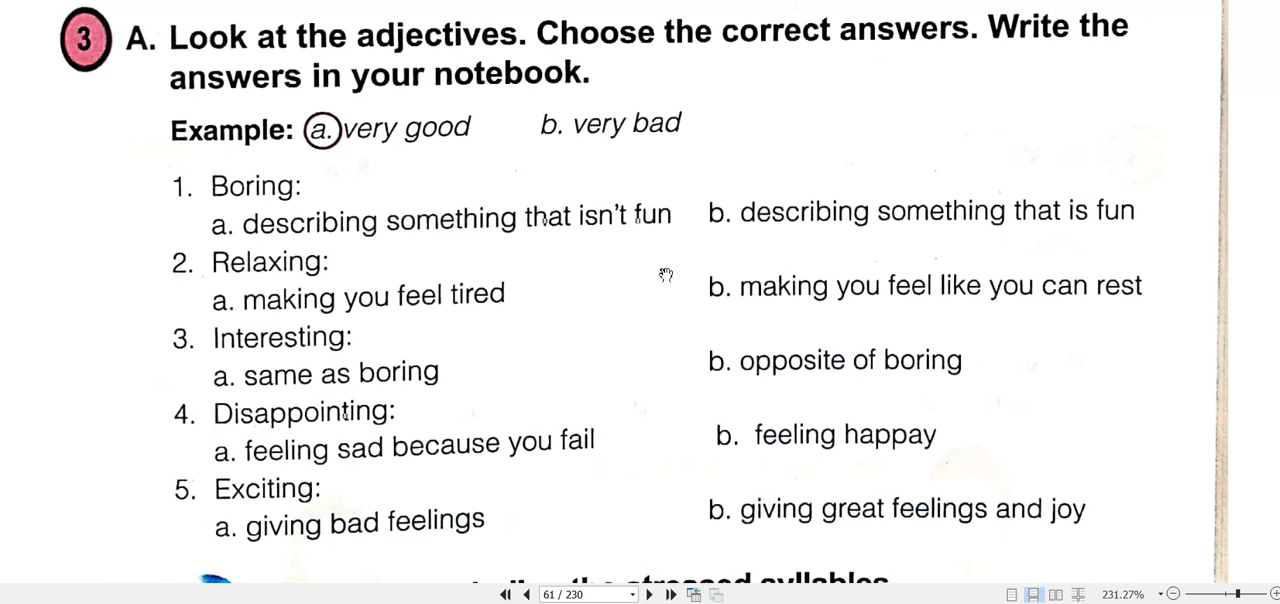 3 A. Look at the adjectives. Choose the correct answers. Write the
answers in your notebook.
Example: a. very good b. very bad
1. Boring:
a. describing something that isn't fun b. describing something that is fun
2. Relaxing:
a. making you feel tired b. making you feel like you can rest
3. Interesting:
a. same as boring b. opposite of boring
4. Disappointing:
a. feeling sad because you fail b. feeling happay
5. Exciting:
a. giving bad feelings b. giving great feelings and joy
the stressed syllables
61 / 230 231.27%